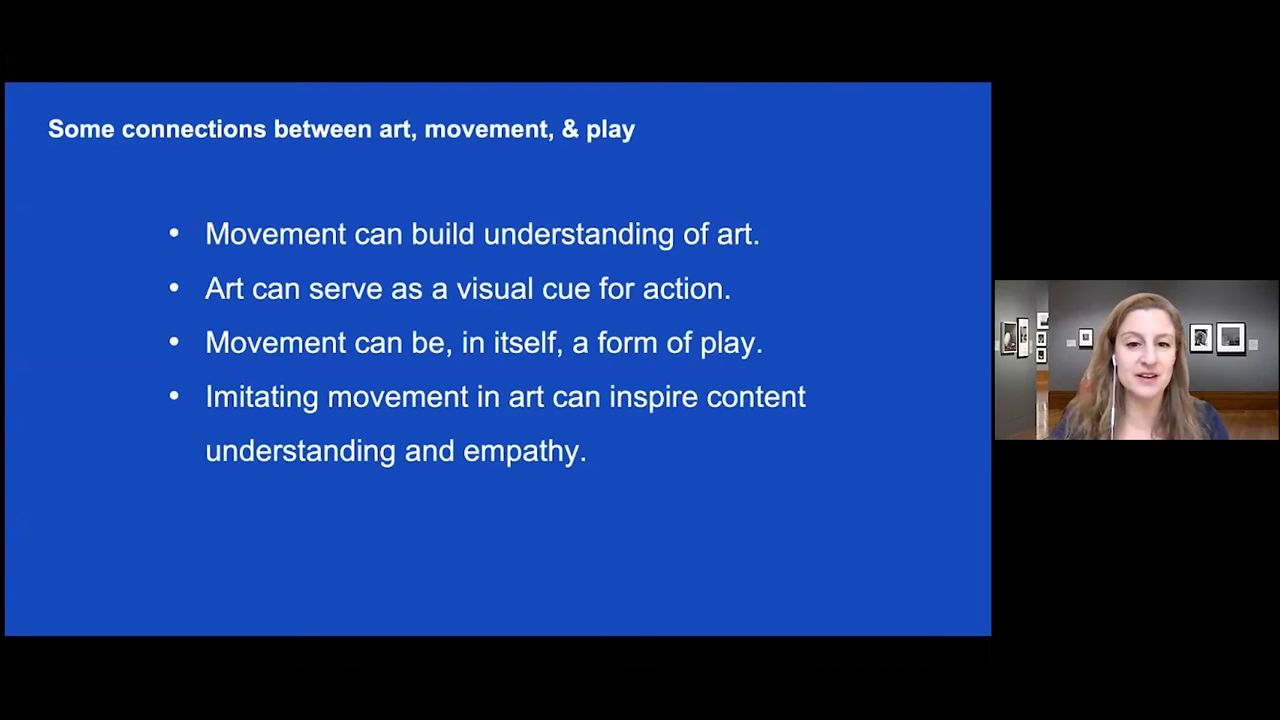 Some connections between art, movement, & play
• Movement can build understanding of art.
• Art can serve as a visual cue for action.
• Movement can be, in itself, a form of play.
• Imitating movement in art can inspire content
understanding and empathy.